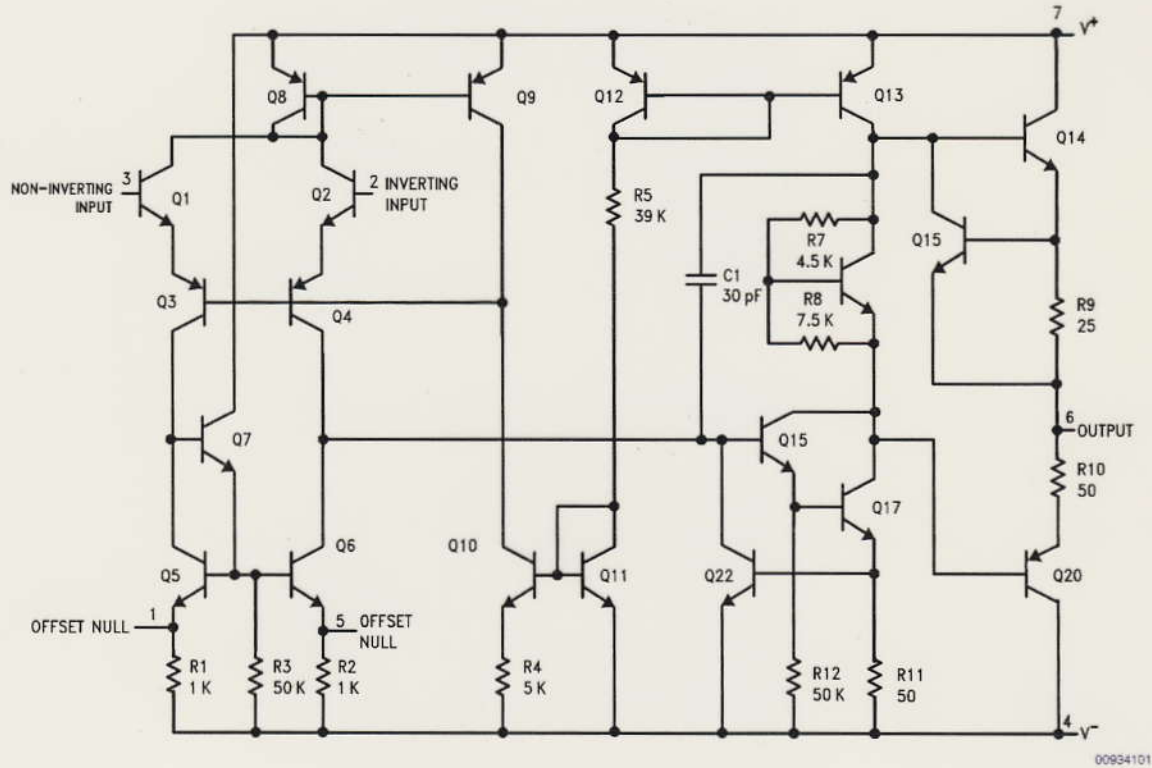 7 V+
Q8
Q9
Q12
Q13
Q14
NON-INVERTING
INPUT
3
Q1
Q2
2 INVERTING
INPUT
R5
39 K
R7
4.5 K
Q15
Q3
Q4
C1
30 pF
R8
7.5 K
R9
25
Q7
Q15
6
OUTPUT
R10
50
Q17
Q5
Q6
Q10
Q11
Q22
Q20
OFFSET NULL
1
5
OFFSET
NULL
R1
1 K
R3
50 K
R2
1 K
R4
5 K
R12
50 K
R11
50
4 V-
00934101